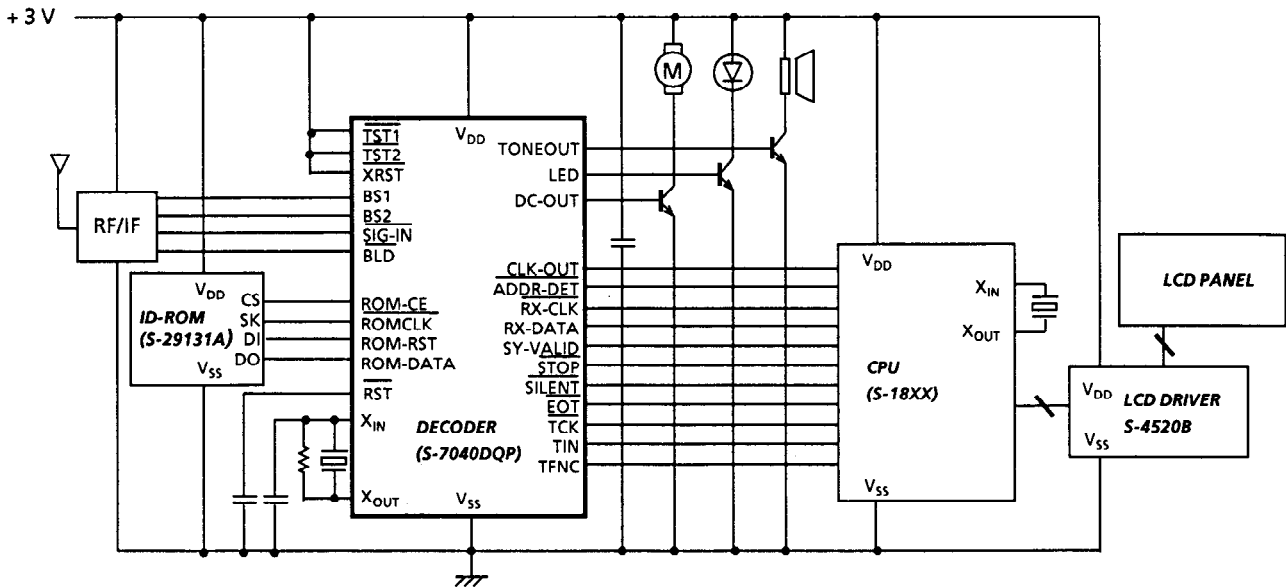 + 3 V
M
TST1
TST2
XRST
BS1
BS2
SIG-IN
BLD
ROM-CE
ROMCLK
ROM-RST
ROM-DATA
RST
XIN
XOUT
VDD
TONEOUT
LED
DC-OUT
CLK-OUT
ADDR-DET
RX-CLK
RX-DATA
SY-VALID
STOP
SILENT
EOT
TCK
TIN
TFNC
DECODER
(S-7040DQP)
VSS
RF/IF
VDD
ID-ROM
(S-29131A)
VSS
CS
SK
DI
DO
VDD
XIN
XOUT
CPU
(S-18XX)
VSS
LCD PANEL
VDD
LCD DRIVER
S-4520B
VSS